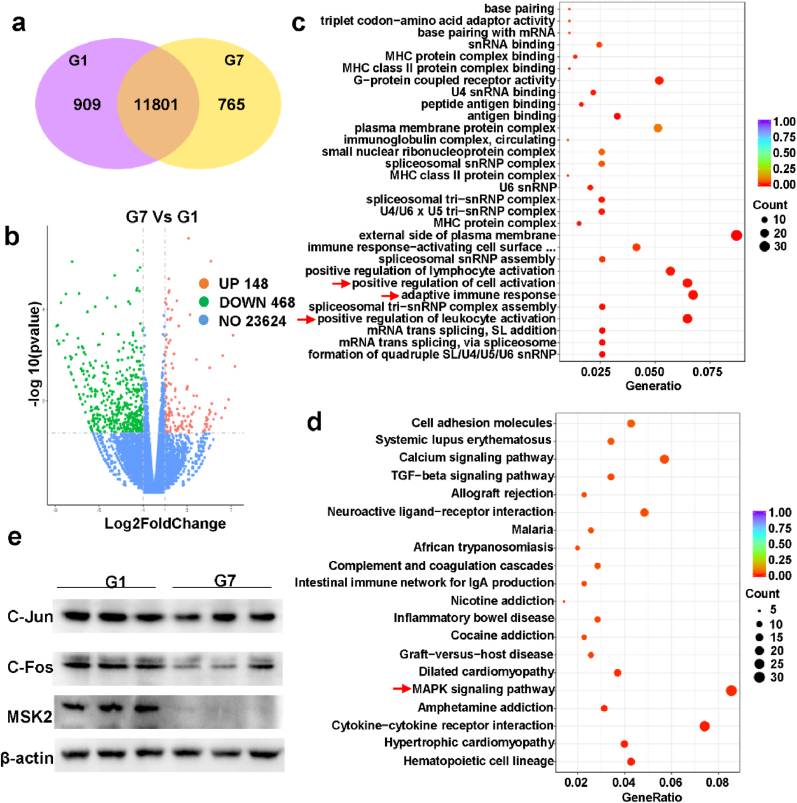 a
G1
G7
909
11801
765
b
G7 Vs G1
UP 148
DOWN 468
NO 23624
-log 10(pvalue)
Log2FoldChange
c
base pairing
triplet codon−amino acid adaptor activity
base pairing with mRNA
snRNA binding
MHC protein complex binding
MHC class II protein complex binding
G−protein coupled receptor activity
U4 snRNA binding
peptide antigen binding
antigen binding
plasma membrane protein complex
immunoglobulin complex, circulating
small nuclear ribonucleoprotein complex
spliceosomal snRNP complex
MHC class II protein complex
U6 snRNP
spliceosomal tri−snRNP complex
U4/U6 x U5 tri−snRNP complex
MHC protein complex
external side of plasma membrane
immune response−activating cell surface ...
spliceosomal snRNP assembly
positive regulation of lymphocyte activation
positive regulation of cell activation
adaptive immune response
spliceosomal tri−snRNP complex assembly
positive regulation of leukocyte activation
mRNA trans splicing, SL addition
mRNA trans splicing, via spliceosome
formation of quadruple SL/U4/U5/U6 snRNP
0.025
0.050
0.075
Generatio
1.00
0.75
0.50
0.25
0.00
Count
10
20
30
d
Cell adhesion molecules
Systemic lupus erythematosus
Calcium signaling pathway
TGF−beta signaling pathway
Allograft rejection
Neuroactive ligand−receptor interaction
Malaria
African trypanosomiasis
Complement and coagulation cascades
Intestinal immune network for IgA production
Nicotine addiction
Inflammatory bowel disease
Cocaine addiction
Graft−versus−host disease
Dilated cardiomyopathy
MAPK signaling pathway
Amphetamine addiction
Cytokine−cytokine receptor interaction
Hypertrophic cardiomyopathy
Hematopoietic cell lineage
0.02
0.04
0.06
0.08
GeneRatio
1.00
0.75
0.50
0.25
0.00
Count
5
10
15
20
25
30
e
G1
G7
C-Jun
C-Fos
MSK2
β-actin